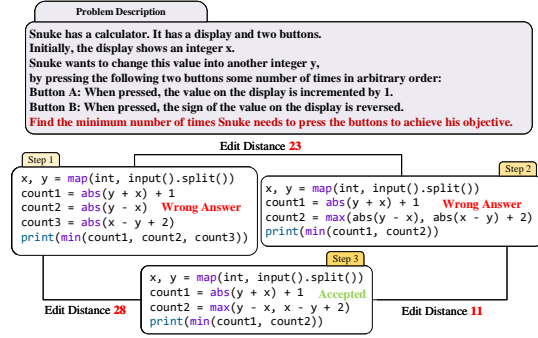 Problem Description
Snuke has a calculator. It has a display and two buttons.
Initially, the display shows an integer x.
Snuke wants to change this value into another integer y,
by pressing the following two buttons some number of times in arbitrary order:
Button A: When pressed, the value on the display is incremented by 1.
Button B: When pressed, the sign of the value on the display is reversed.
Find the minimum number of times Snuke needs to press the buttons to achieve his objective.
Edit Distance 23
Step 1
x, y = map(int, input().split())
count1 = abs(y + x) + 1
count2 = abs(y - x) Wrong Answer
count3 = abs(x - y + 2)
print(min(count1, count2, count3))
Step 2
x, y = map(int, input().split())
count1 = abs(y + x) + 1 Wrong Answer
count2 = max(abs(y - x), abs(x - y) + 2)
print(min(count1, count2))
Step 3
x, y = map(int, input().split())
count1 = abs(y + x) + 1 Accepted
count2 = max(y - x, x - y + 2)
print(min(count1, count2))
Edit Distance 28
Edit Distance 11